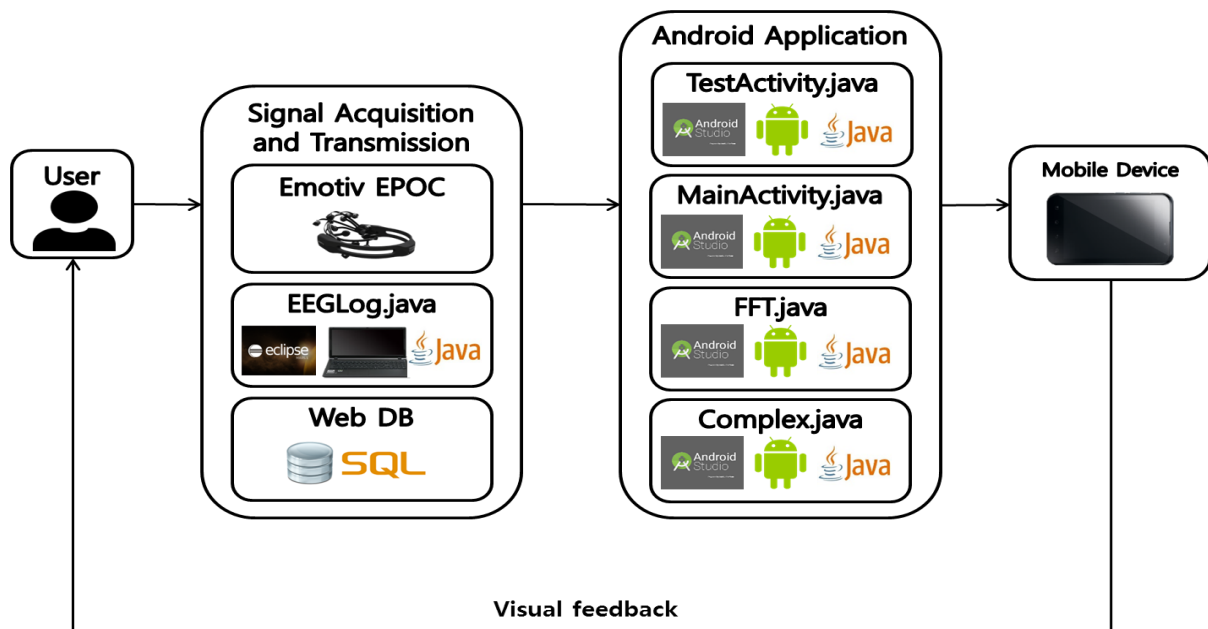 User
Signal Acquisition
and Transmission
Emotiv EPOC
EEGLog.java
eclipse
Java
Web DB
SQL
Android Application
TestActivity.java
Android
Studio
Java
MainActivity.java
Android
Studio
Java
FFT.java
Android
Studio
Java
Complex.java
Android
Studio
Java
Mobile Device
Visual feedback